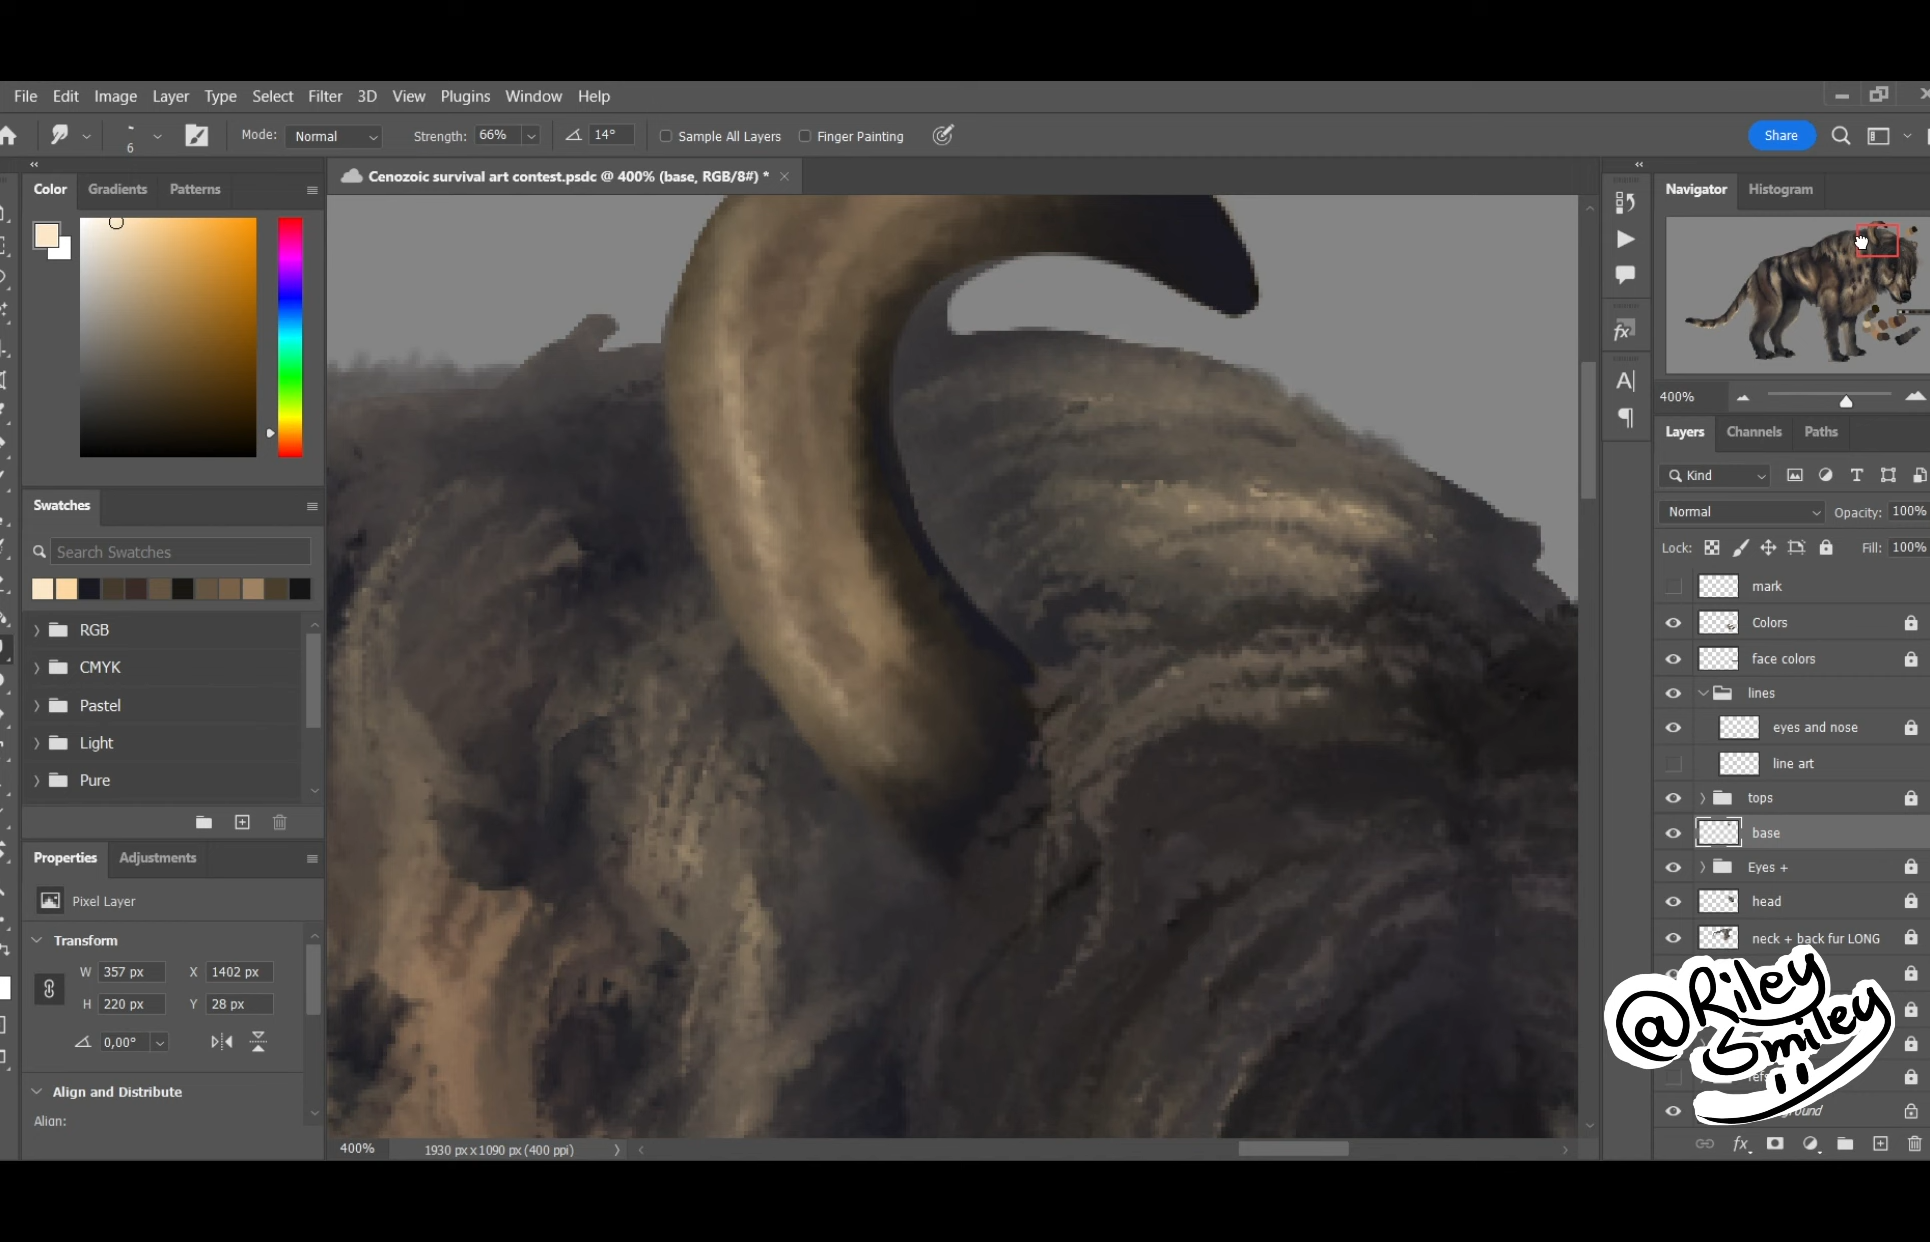 File Edit Image Layer Type Select Filter 3D View Plugins Window Help
6 Mode: Normal Strength: 66% 14° Sample All Layers Finger Painting Share
Color Gradients Patterns
Cenozoic survival art contest.psdc @ 400% (base, RGB/8#) *
Navigator Histogram
400%
Layers Channels Paths
Kind
Normal Opacity: 100%
Lock: Fill: 100%
mark
Colors
face colors
lines
eyes and nose
line art
tops
base
Eyes +
head
neck + back fur LONG
@Riley
Smiley
Swatches
Search Swatches
RGB
CMYK
Pastel
Light
Pure
Properties Adjustments
Pixel Layer
Transform
W 357 px X 1402 px
H 220 px Y 28 px
0,00°
Align and Distribute
Align:
400% 1930 px x 1090 px (400 ppi)
fx
A|
fx